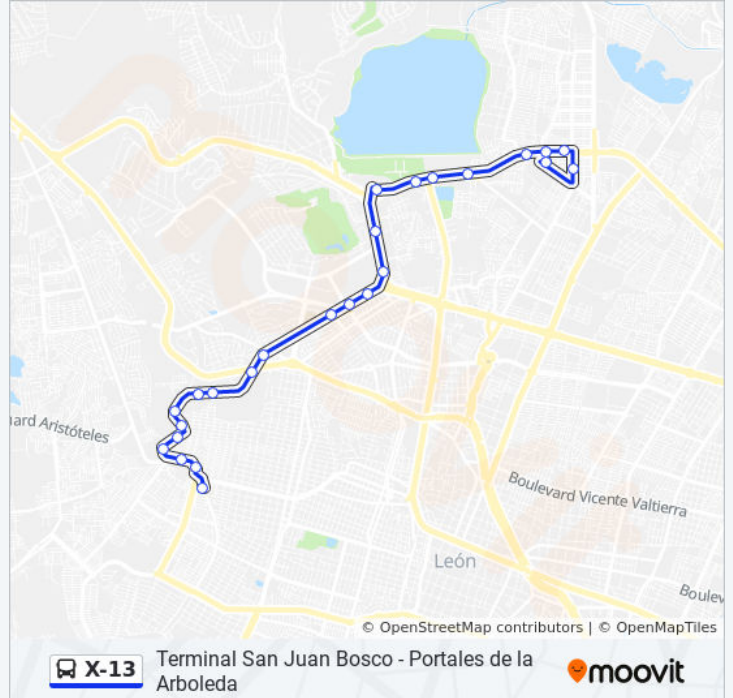 ard Aristóteles
Boulevard Vicente Valtierra
León
Boulev
© OpenStreetMap contributors | © OpenMapTiles
X-13
Terminal San Juan Bosco - Portales de la
Arboleda
moovit